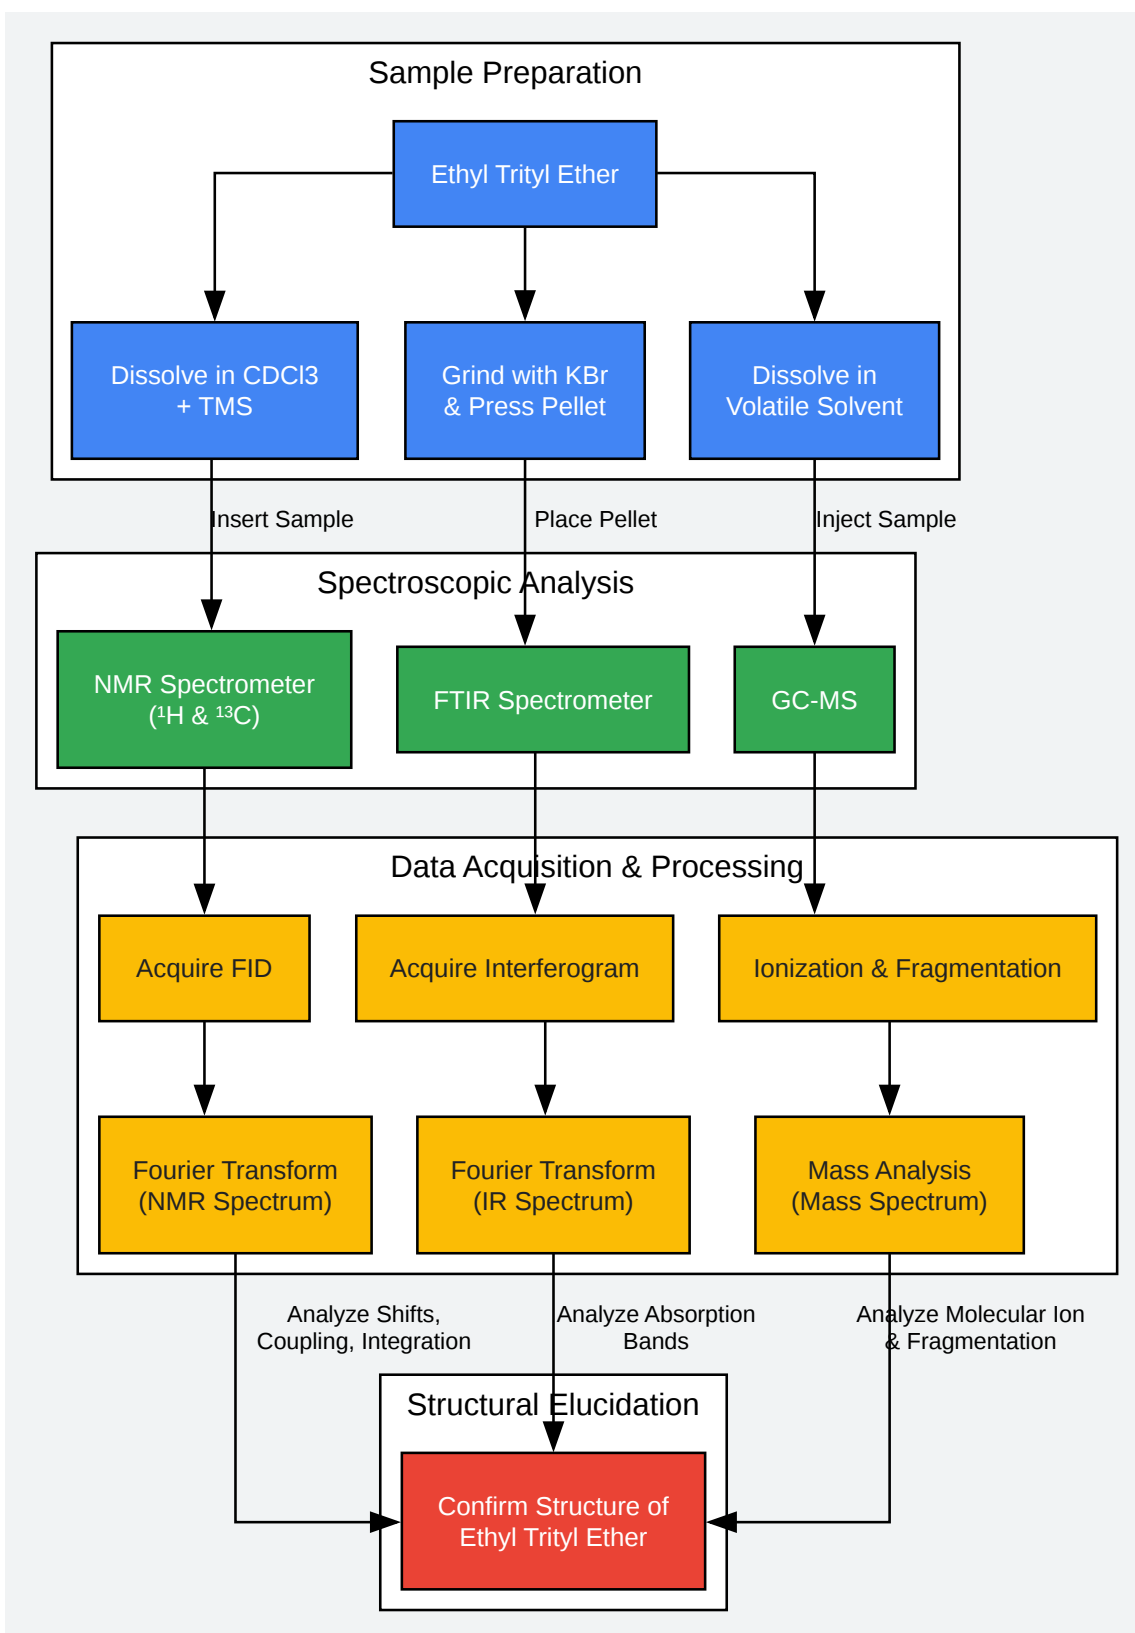 Sample Preparation
Ethyl Trityl Ether
Dissolve in CDCl3
+ TMS
Grind with KBr
& Press Pellet
Dissolve in
Volatile Solvent
Insert Sample
Place Pellet
Inject Sample
Spectroscopic Analysis
NMR Spectrometer
(¹H & ¹³C)
FTIR Spectrometer
GC-MS
Data Acquisition & Processing
Acquire FID
Acquire Interferogram
Ionization & Fragmentation
Fourier Transform
(NMR Spectrum)
Fourier Transform
(IR Spectrum)
Mass Analysis
(Mass Spectrum)
Analyze Shifts,
Coupling, Integration
Analyze Absorption
Bands
Analyze Molecular Ion
& Fragmentation
Structural Elucidation
Confirm Structure of
Ethyl Trityl Ether